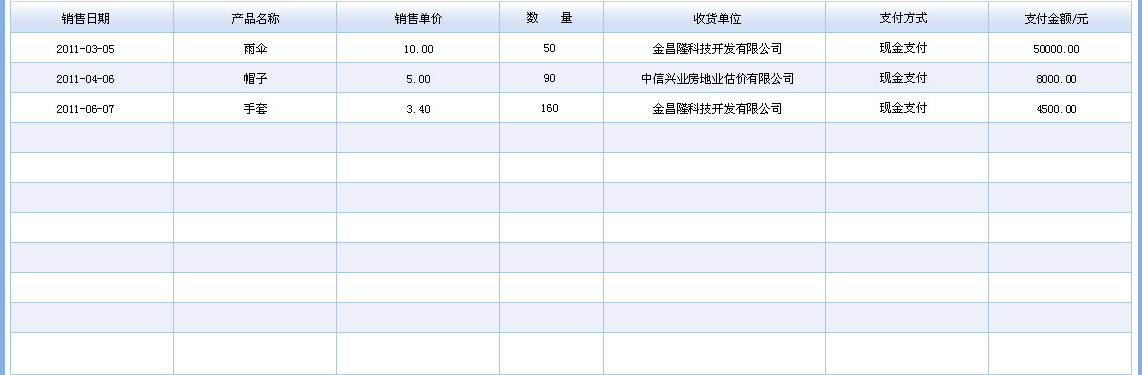 销售日期 产品名称 销售单价 数 量 收货单位 支付方式 支付金额/元
2011-03-05 雨伞 10.00 50 金昌隆科技开发有限公司 现金支付 50000.00
2011-04-06 帽子 5.00 90 中信兴业房地业估价有限公司 现金支付 8000.00
2011-06-07 手套 3.40 160 金昌隆科技开发有限公司 现金支付 4500.00